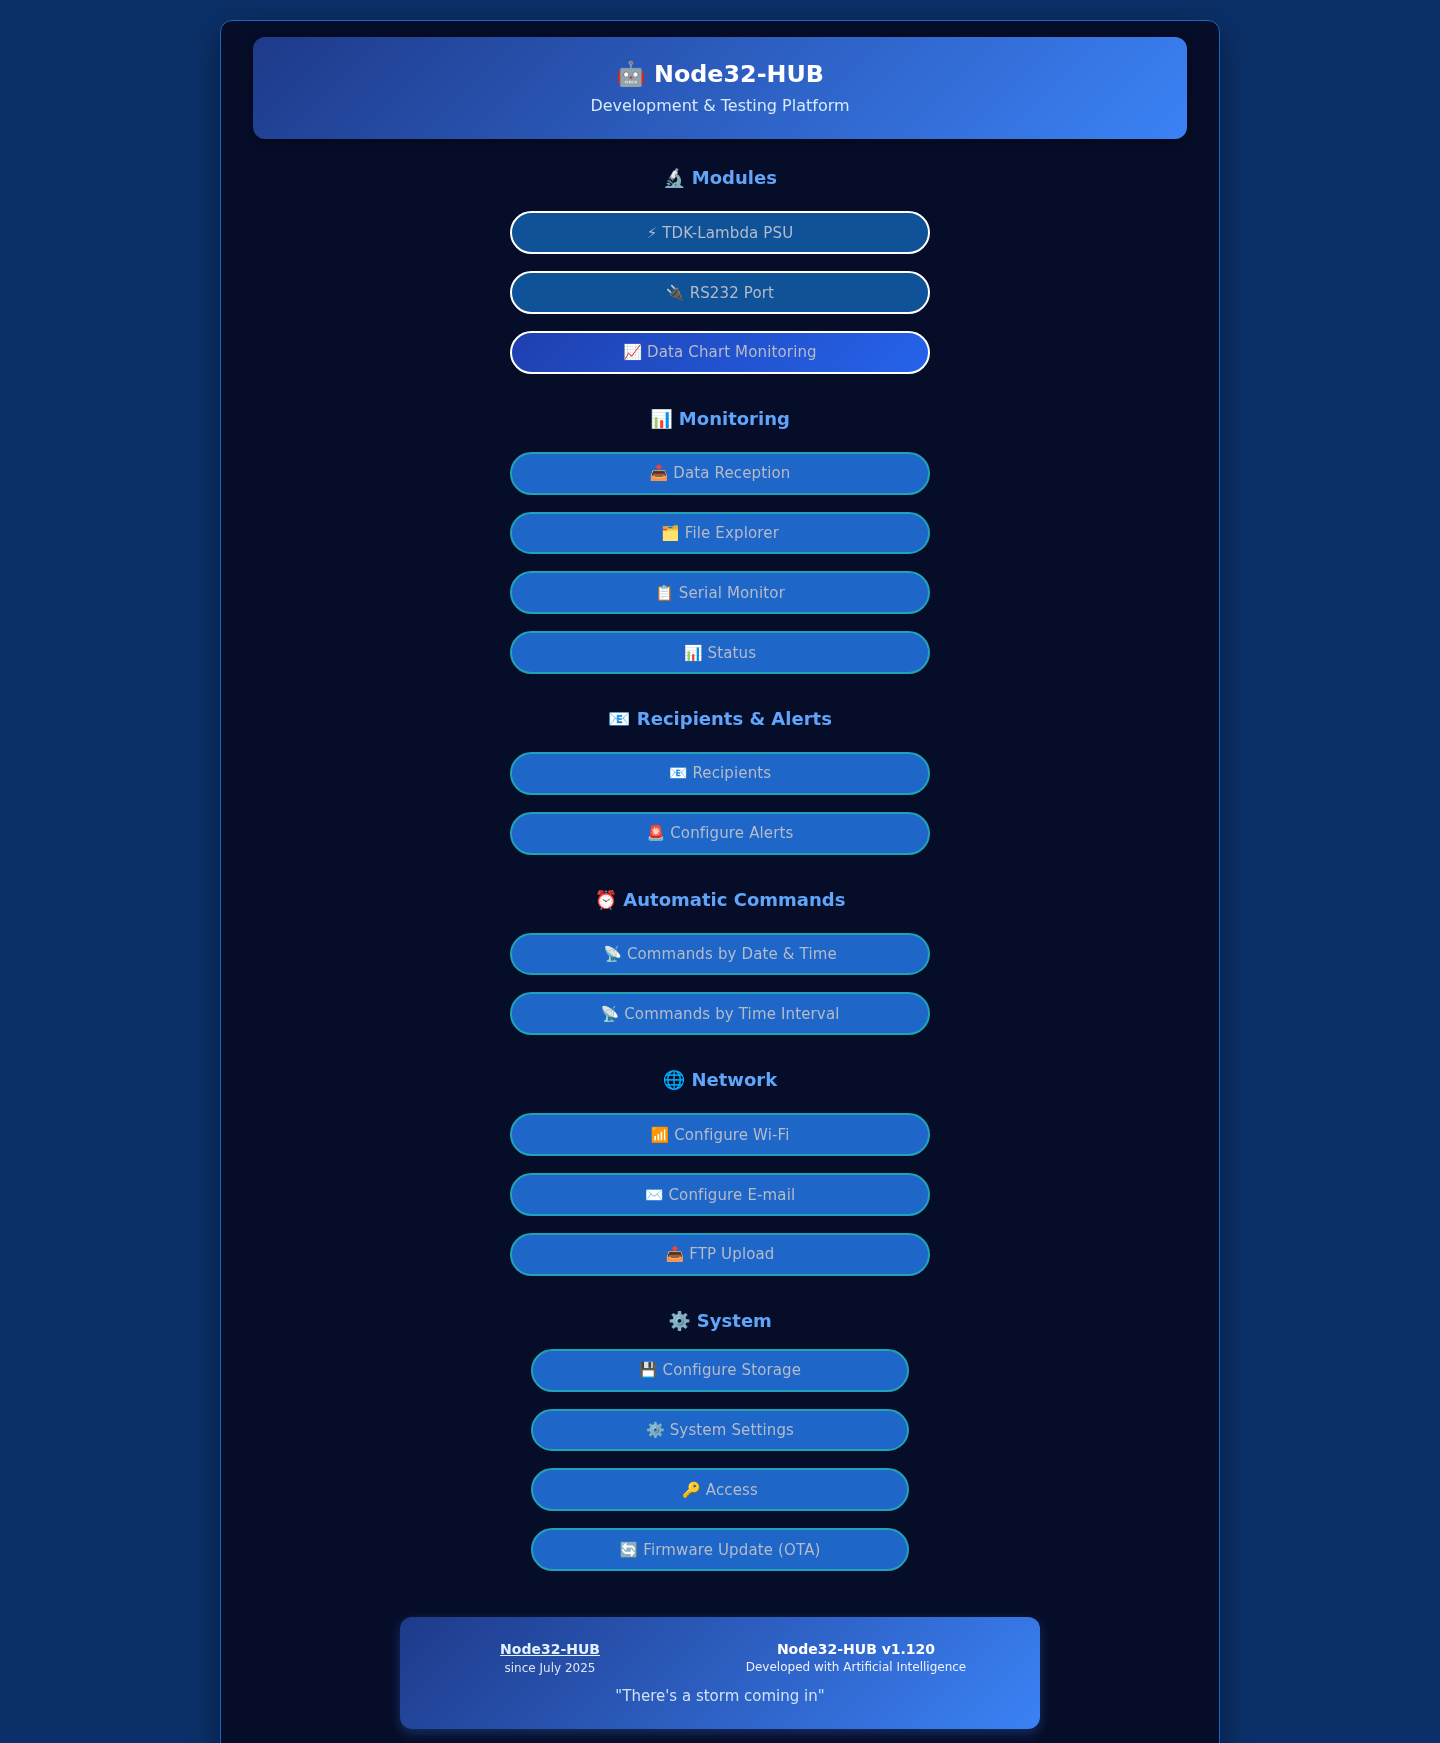 🤖 Node32-HUB
Development & Testing Platform
🔬 Modules
⚡ TDK-Lambda PSU
🔌 RS232 Port
📈 Data Chart Monitoring
📊 Monitoring
📥 Data Reception
🗂️ File Explorer
📋 Serial Monitor
📊 Status
📧 Recipients & Alerts
📧 Recipients
🚨 Configure Alerts
⏰ Automatic Commands
📡 Commands by Date & Time
📡 Commands by Time Interval
🌐 Network
📶 Configure Wi-Fi
✉️ Configure E-mail
📤 FTP Upload
⚙️ System
💾 Configure Storage
⚙️ System Settings
🔑 Access
🔄 Firmware Update (OTA)
Node32-HUB
since July 2025
Node32-HUB v1.120
Developed with Artificial Intelligence
"There's a storm coming in"